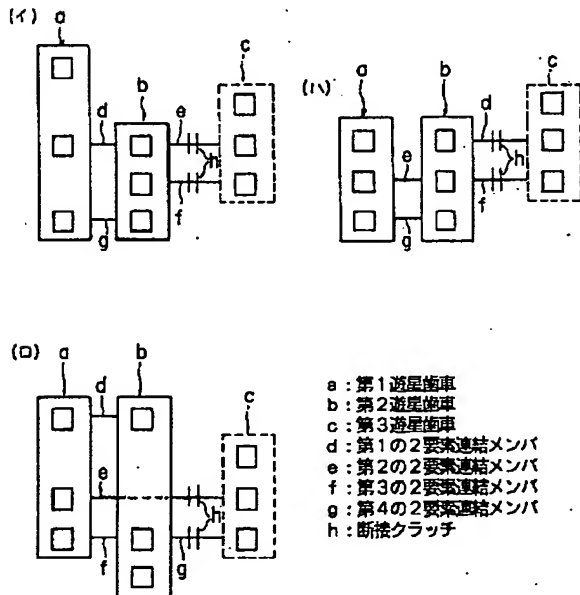 (イ)
a
b
c
d
e
h
f
g
(ハ)
a
b
c
d
e
h
f
g
(ロ)
a
b
c
d
e
h
f
g
a:第1遊星歯車
b:第2遊星歯車
c:第3遊星歯車
d:第1の2要素連結メンバ
e:第2の2要素連結メンバ
f:第3の2要素連結メンバ
g:第4の2要素連結メンバ
h:断接クラッチ